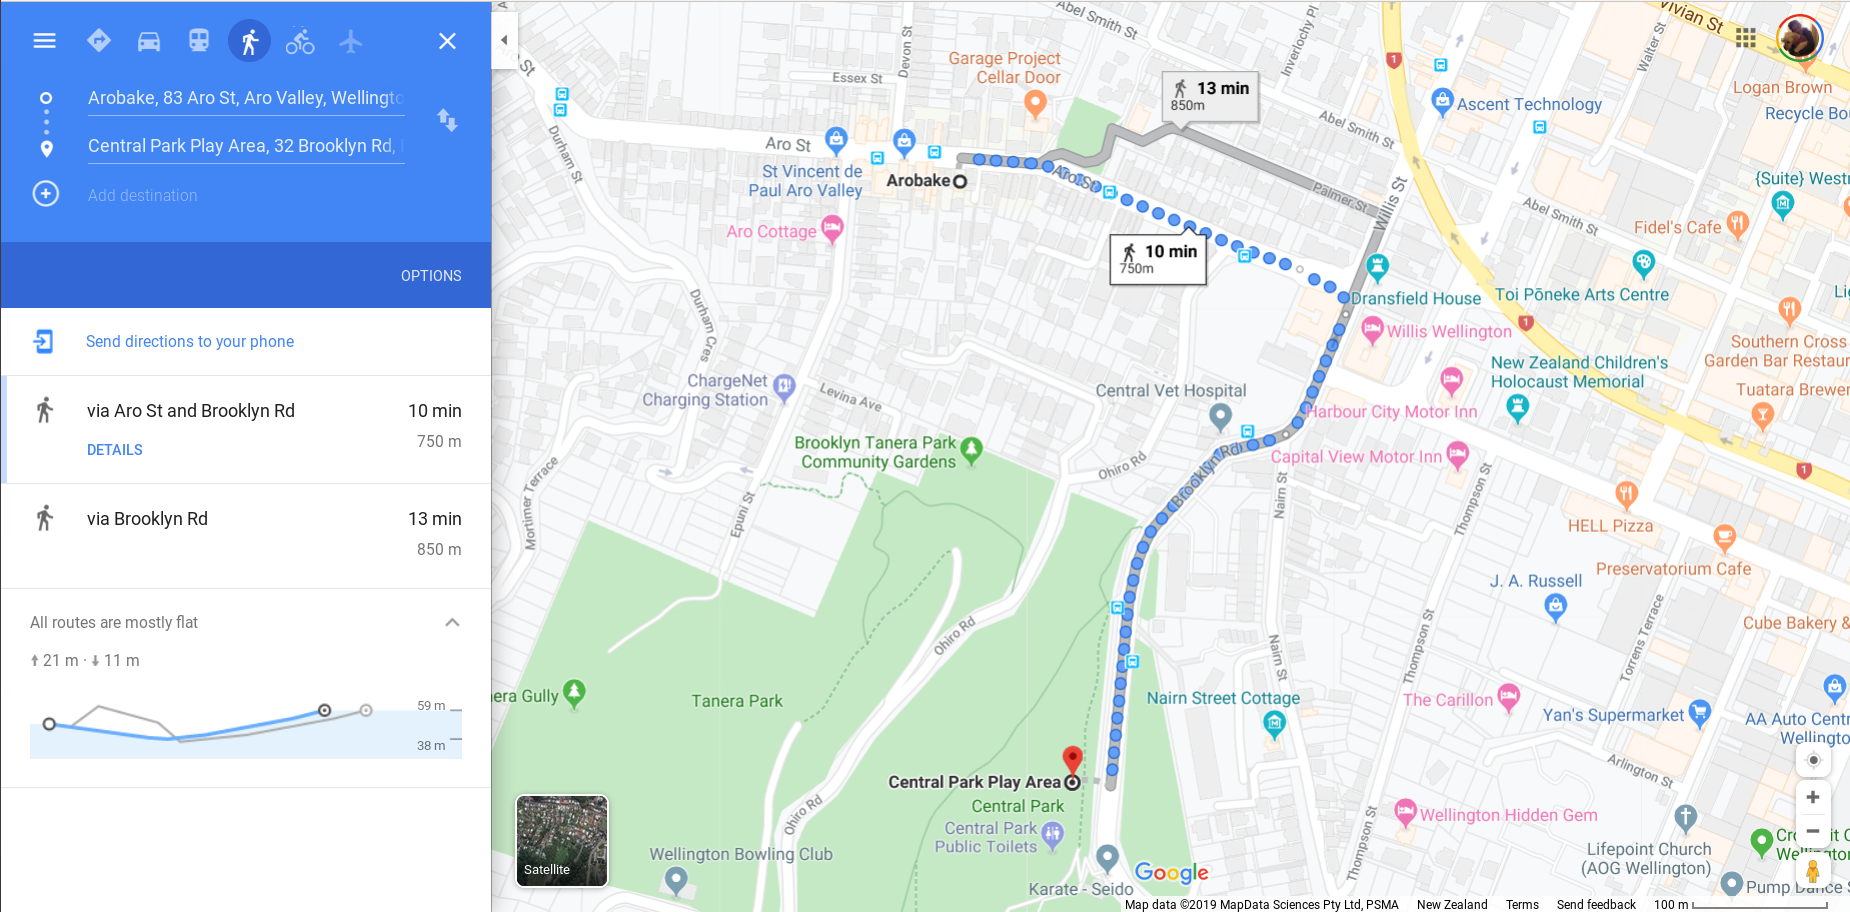 Arobake, 83 Aro St, Aro Valley, Wellingto
Central Park Play Area, 32 Brooklyn Rd,
Add destination
OPTIONS
Send directions to your phone
via Aro St and Brooklyn Rd
10 min
DETAILS
750 m
via Brooklyn Rd
13 min
850 m
All routes are mostly flat
21 m · 11 m
59 m
38 m
Satellite
St
Devon St
Essex St
Durham St
Aro St
Garage Project
Cellar Door
Abel Smith St
Abel Smith St
Inverlochy Pl
13 min
850m
1
Vivian St
Walter St
Logan Brown
Recycle Bo
Ascent Technology
Abel Smith St
{Suite} West
Abel Smith St
Fidel's Cafe
St Vincent de
Paul Aro Valley
Arobake
Aro St
Palmer St
Willis St
Aro Cottage
10 min
750m
Dransfield House
Toi Pōneke Arts Centre
Willis Wellington
1
Southern Cross
Garden Bar Restaur
Durham Cres
New Zealand Children's
Holocaust Memorial
Tuatara Brewer
ChargeNet
Charging Station
Levina Ave
Central Vet Hospital
Harbour City Motor Inn
Brooklyn Tanera Park
Community Gardens
Ohiro Rd
Brooklyn Rd
Capital View Motor Inn
1
Mortimer Terrace
Epuni St
Nairn St
Thompson St
HELL Pizza
Preservatorium Cafe
J. A. Russell
Ohiro Rd
Nairn St
Thompson St
Torrens Terrace
Cube Bakery &
era Gully
Tanera Park
Nairn Street Cottage
The Carillon
Yan's Supermarket
AA Auto Cent
Wellingto
Central Park Play Area
Central Park
Arlington St
Ohiro Rd
Central Park
Public Toilets
Wellington Hidden Gem
Thompson St
Wellington Bowling Club
Lifepoint Church
(AOG Wellington)
Karate - Seido
Google
Pump Dance S
Map data ©2019 MapData Sciences Pty Ltd, PSMA
New Zealand
Terms
Send feedback
100 m